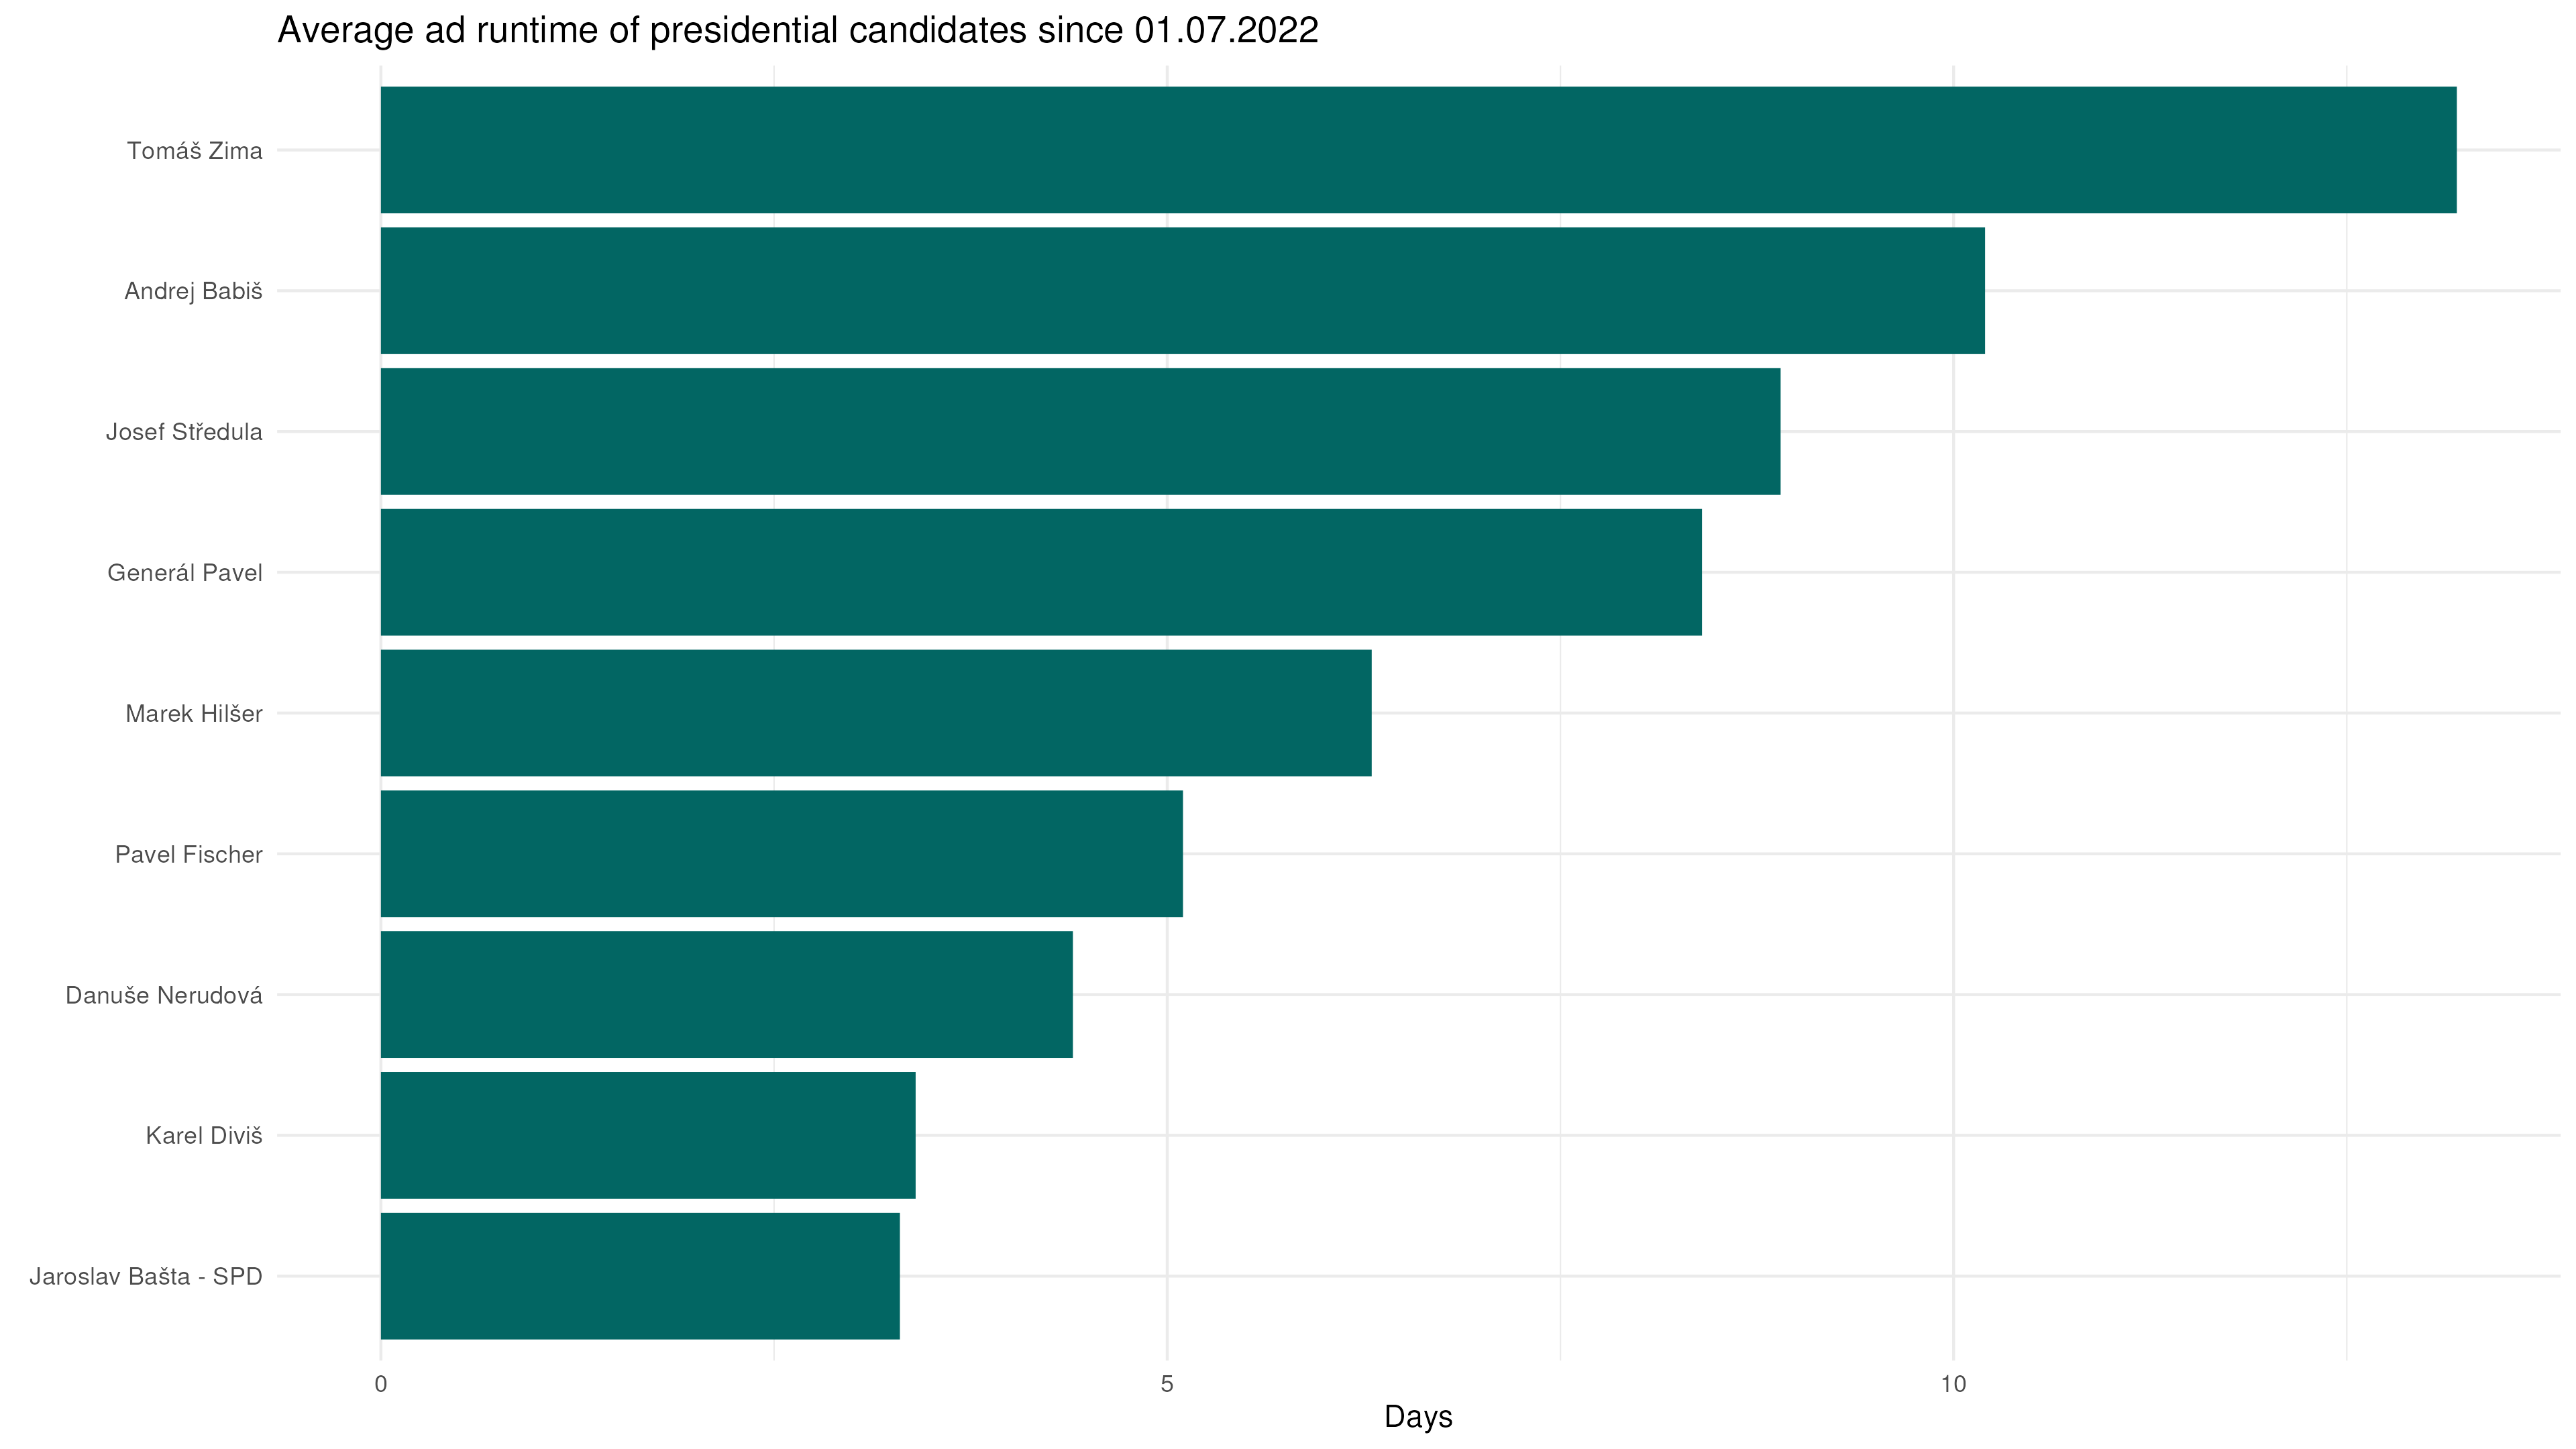 Average ad runtime of presidential candidates since 01.07.2022
Tomáš Zima
Andrej Babiš
Josef Středula
Generál Pavel
Marek Hilšer
Pavel Fischer
Danuše Nerudová
Karel Diviš
Jaroslav Bašta - SPD
0 5 10
Days